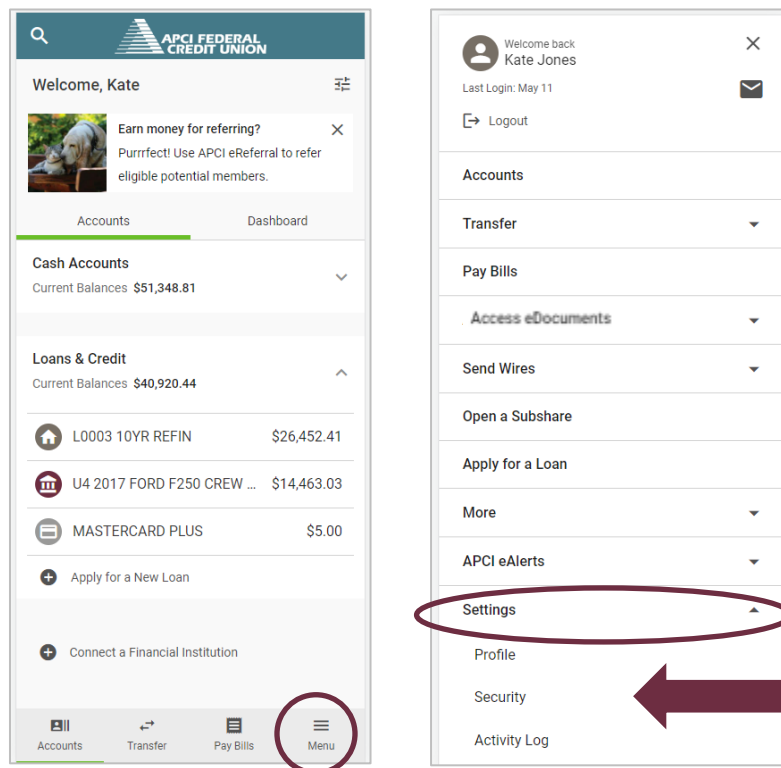 APCI FEDERAL
CREDIT UNION
Welcome, Kate
Earn money for referring?
Purrrfect! Use APCI eReferral to refer
eligible potential members.
Accounts Dashboard
Cash Accounts
Current Balances $51,348.81
Loans & Credit
Current Balances $40,920.44
L0003 10YR REFIN $26,452.41
U4 2017 FORD F250 CREW ... $14,463.03
MASTERCARD PLUS $5.00
Apply for a New Loan
Connect a Financial Institution
Accounts Transfer Pay Bills Menu
Welcome back
Kate Jones
Last Login: May 11
Logout
Accounts
Transfer
Pay Bills
Access eDocuments
Send Wires
Open a Subshare
Apply for a Loan
More
APCI eAlerts
Settings
Profile
Security
Activity Log